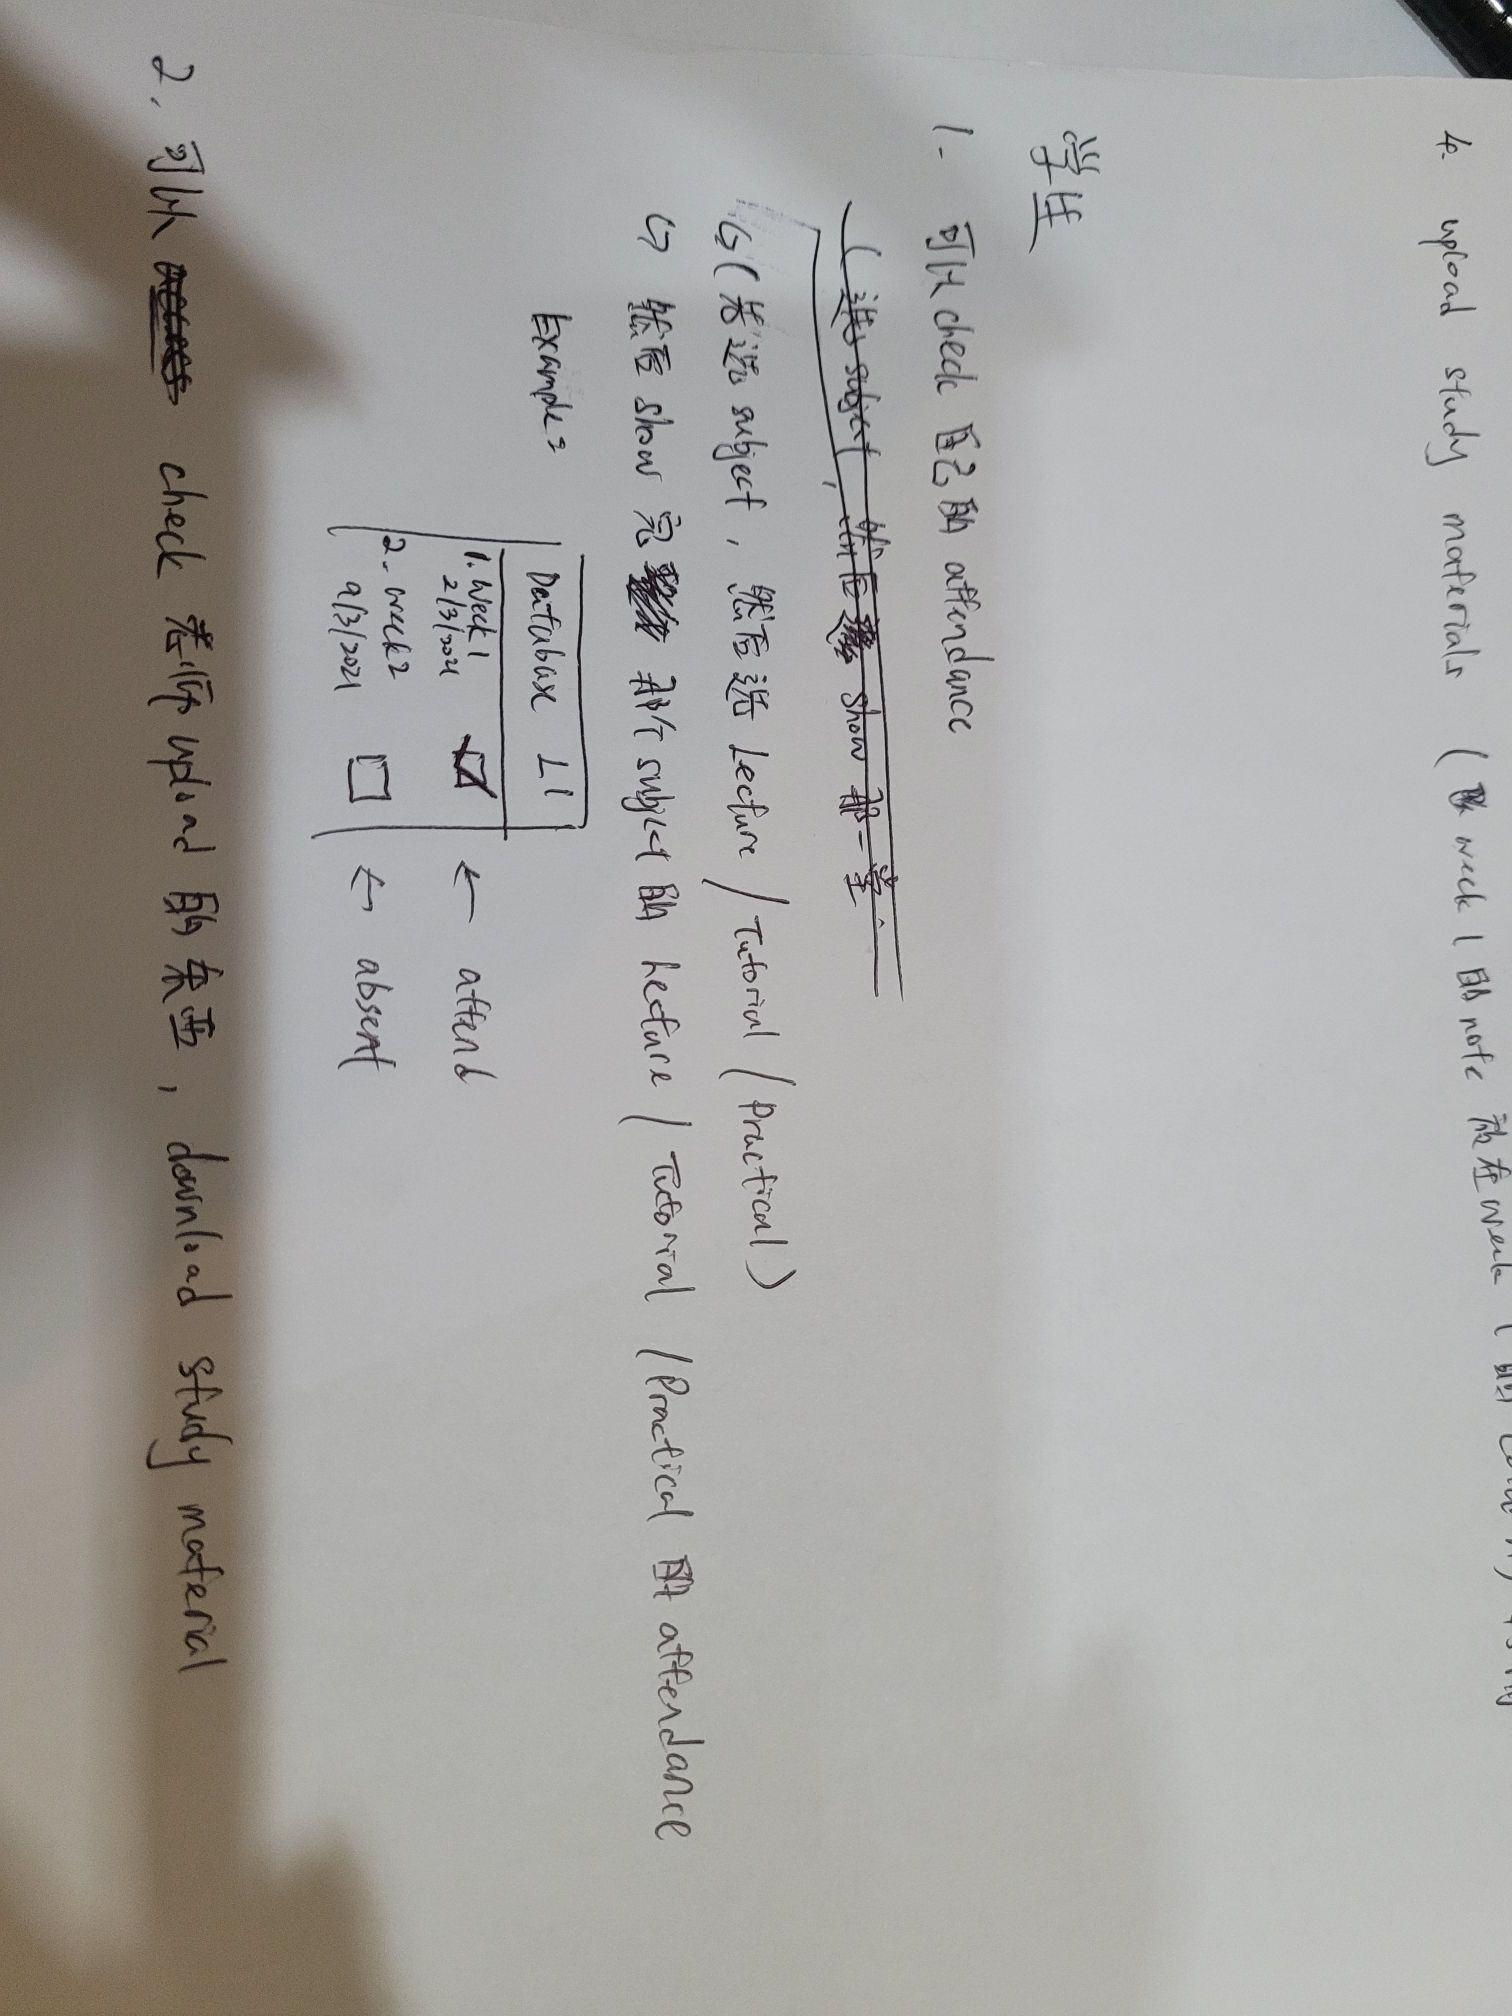 4. upload study materials ( week 1 的 note 放在 week 1 的
学生
1. 可以 check 自己的 attendance
( 选 subject, 然后 show 那一堂
↳ ( 先选 subject , 然后选 Lecture / Tutorial / Practical )
↳ 然后 show 完 那个 subject 的 Lecture / Tutorial / Practical 的 attendance
Example:
Database L1
1. Week 1
2/3/2021
← attend
2. week 2
9/3/2021
← absent
2. 可以 access check 老师 upload 的东西 , download study material